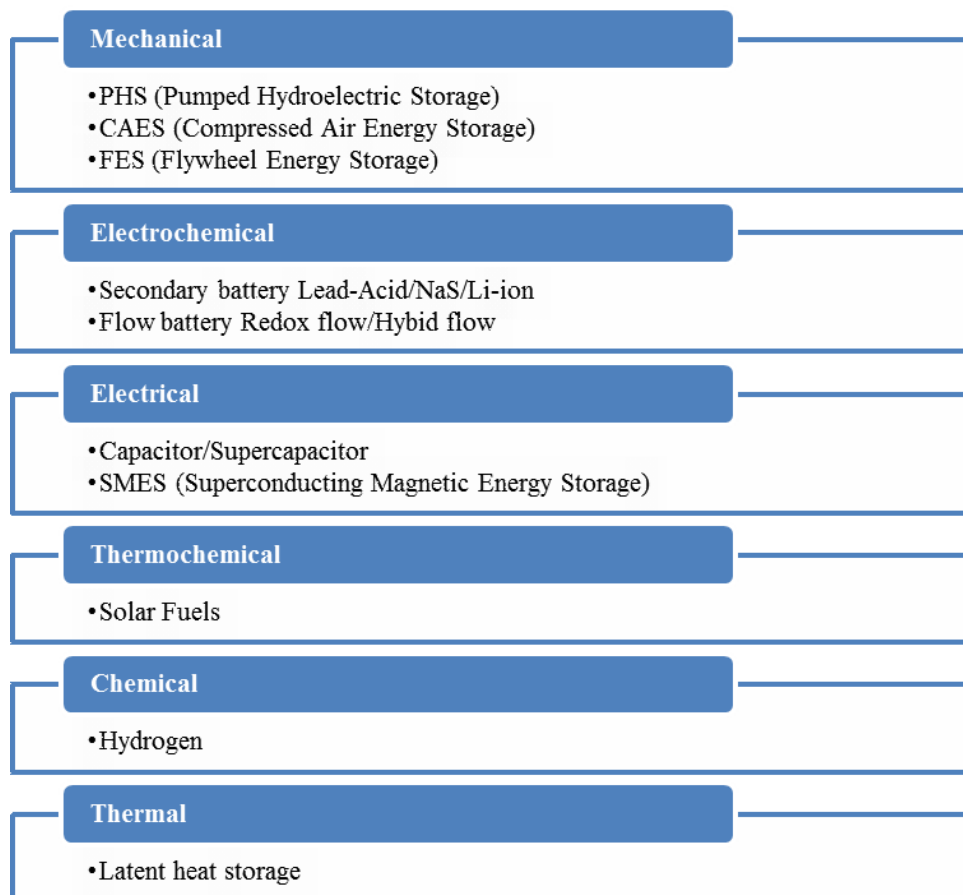 Mechanical
•PHS (Pumped Hydroelectric Storage)
•CAES (Compressed Air Energy Storage)
•FES (Flywheel Energy Storage)
Electrochemical
•Secondary battery Lead-Acid/NaS/Li-ion
•Flow battery Redox flow/Hybid flow
Electrical
•Capacitor/Supercapacitor
•SMES (Superconducting Magnetic Energy Storage)
Thermochemical
•Solar Fuels
Chemical
•Hydrogen
Thermal
•Latent heat storage